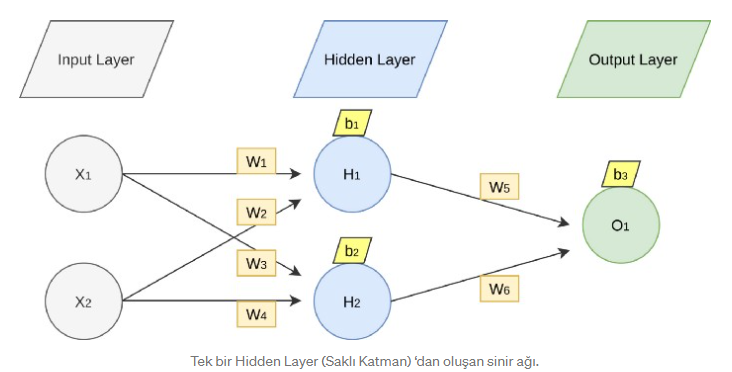 Input Layer
Hidden Layer
Output Layer
b1
X1
W1
H1
b3
W5
W2
O1
b2
W3
X2
H2
W6
W4
Tek bir Hidden Layer (Saklı Katman) ‘dan oluşan sinir ağı.